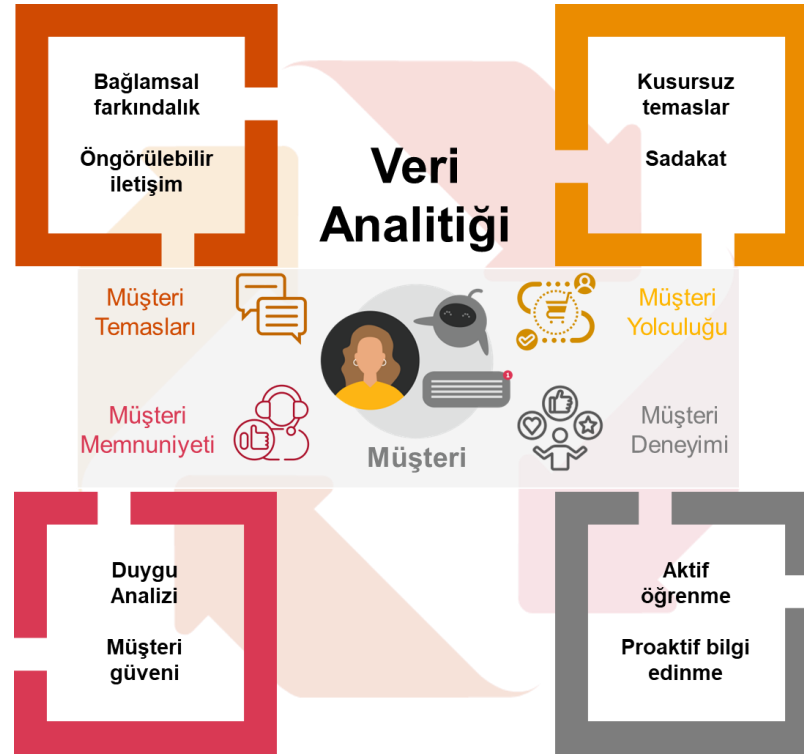 Bağlamsal
farkındalık
Öngörülebilir
iletişim
Veri
Analitiği
Kusursuz
temaslar
Sadakat
Müşteri
Temasları
Müşteri
Yolculuğu
Müşteri
Memnuniyeti
1
Müşteri
Müşteri
Deneyimi
Duygu
Analizi
Müşteri
güveni
Aktif
öğrenme
Proaktif bilgi
edinme